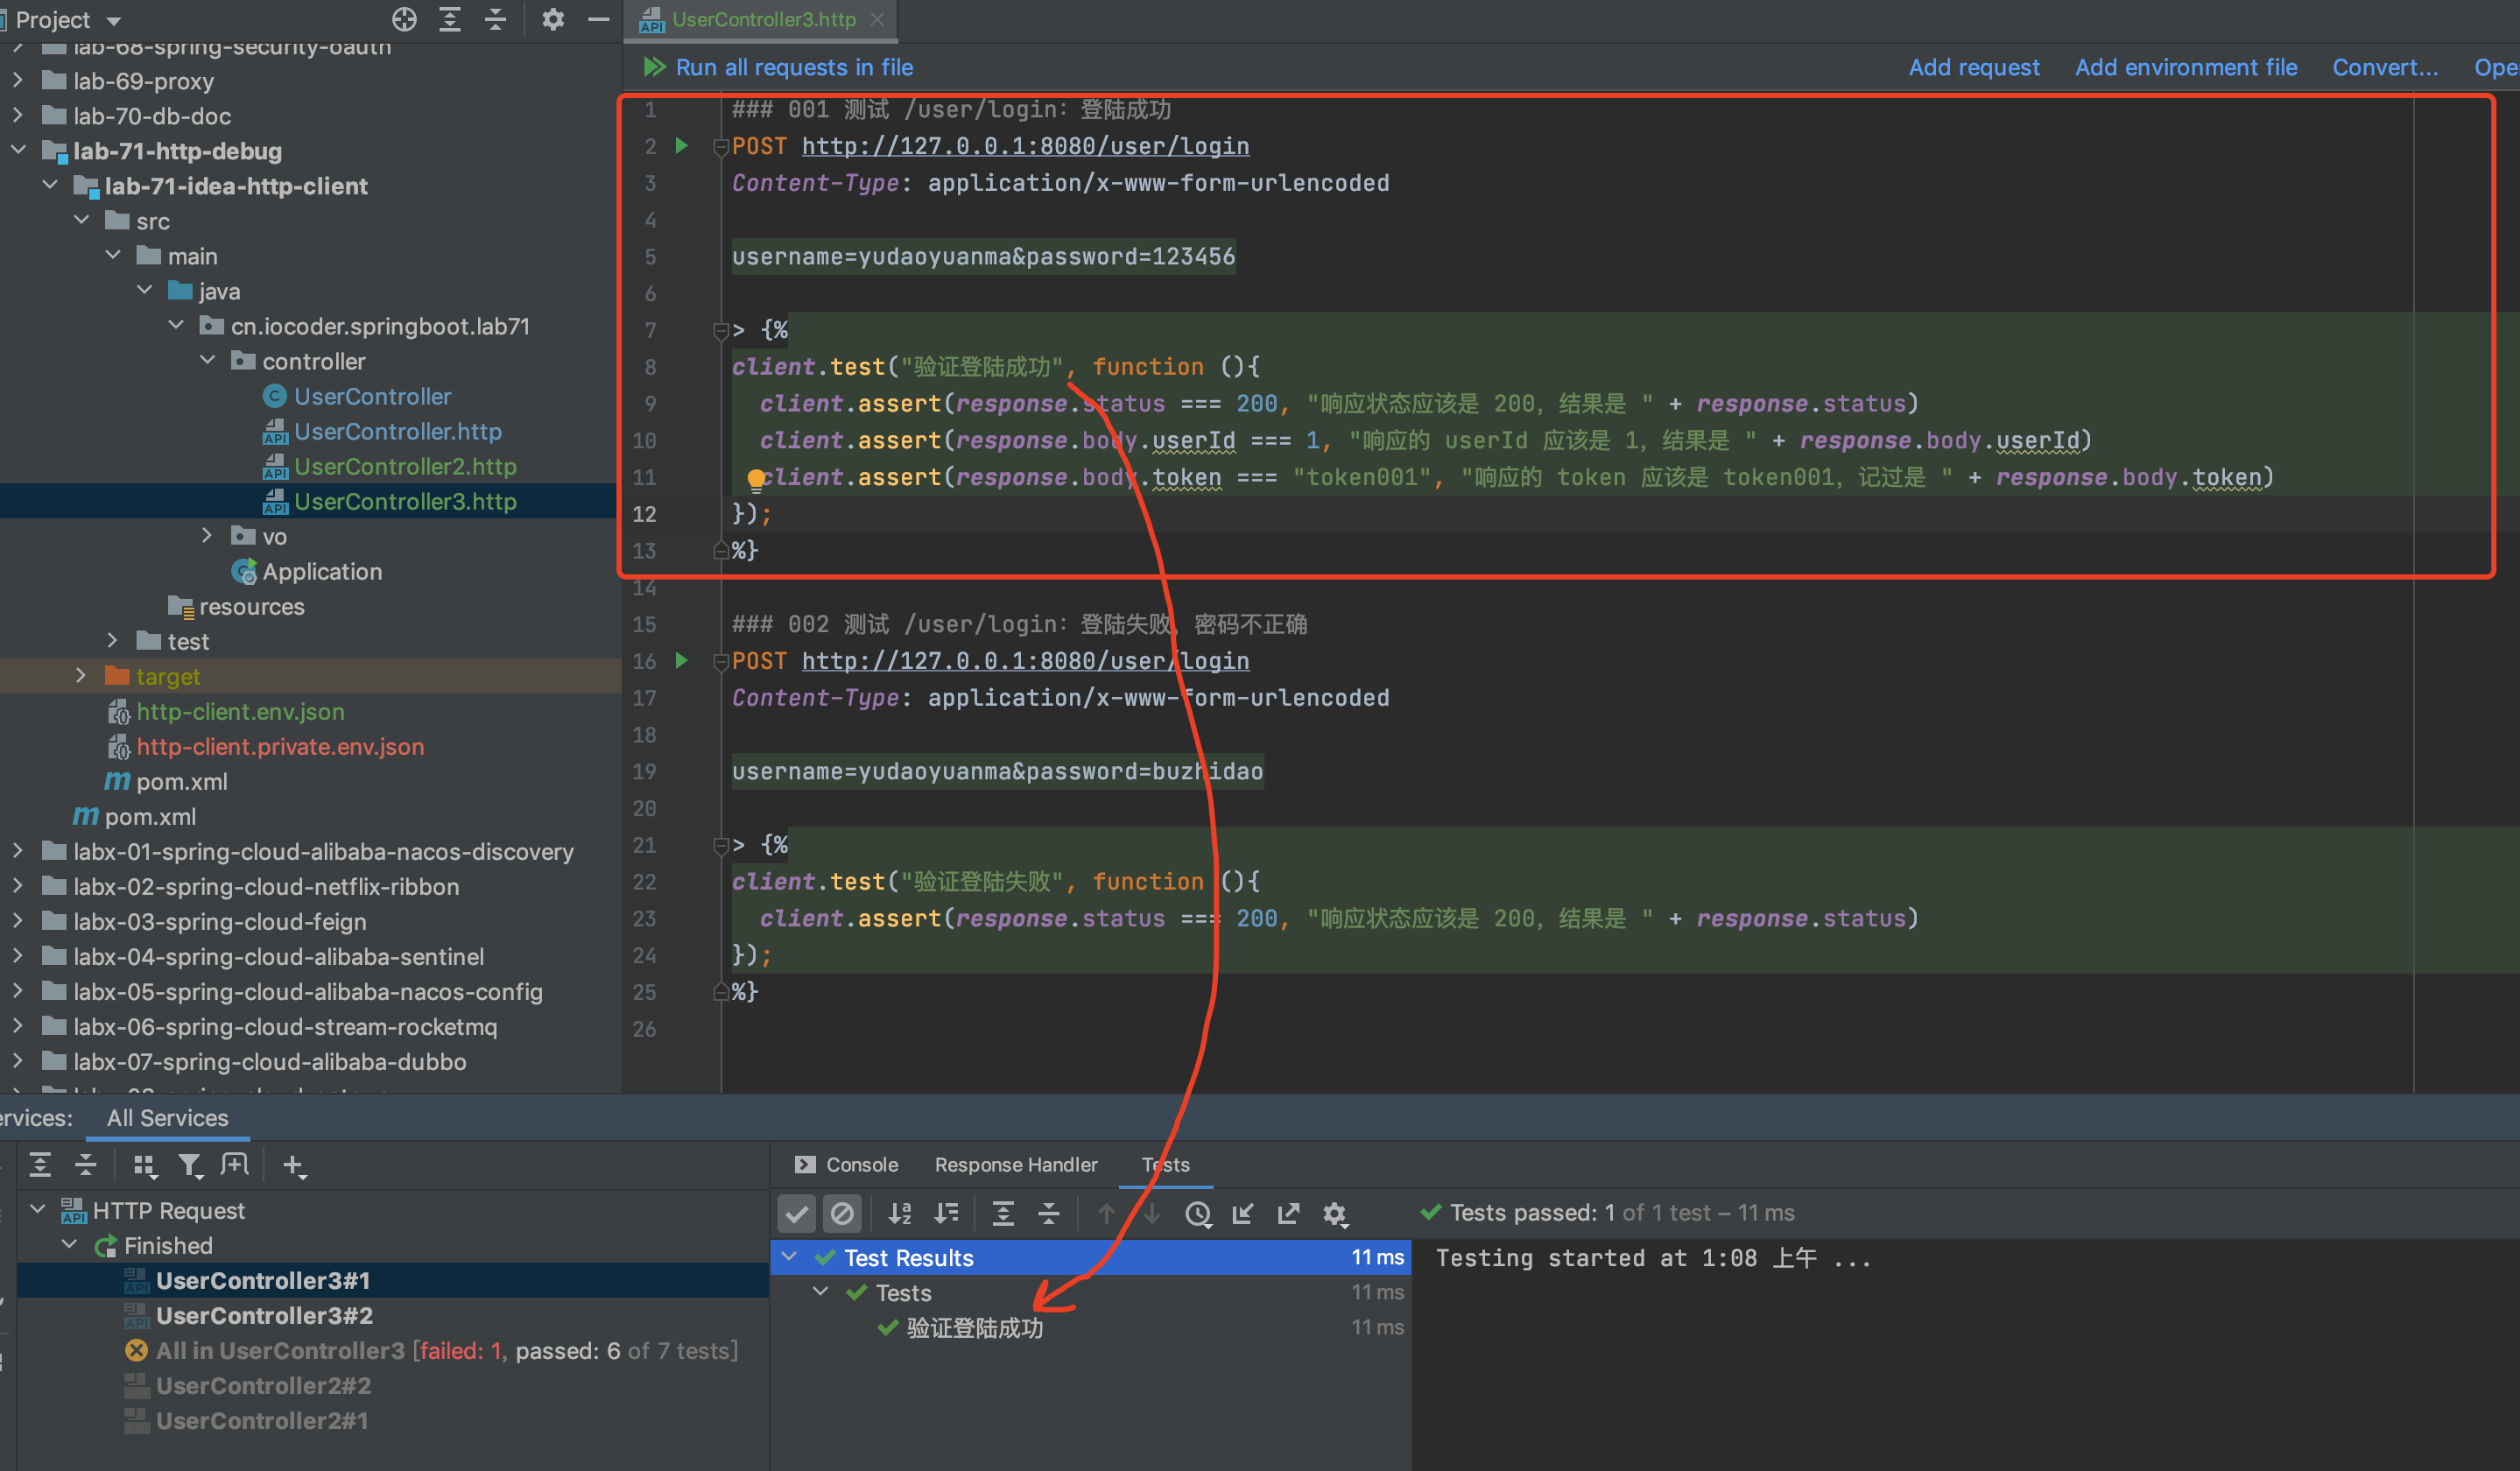 Project
lab-68-spring-security-oauth
lab-69-proxy
lab-70-db-doc
lab-71-http-debug
lab-71-idea-http-client
src
main
java
cn.iocoder.springboot.lab71
controller
UserController
UserController.http
UserController2.http
UserController3.http
vo
Application
resources
test
target
http-client.env.json
http-client.private.env.json
pom.xml
pom.xml
labx-01-spring-cloud-alibaba-nacos-discovery
labx-02-spring-cloud-netflix-ribbon
labx-03-spring-cloud-feign
labx-04-spring-cloud-alibaba-sentinel
labx-05-spring-cloud-alibaba-nacos-config
labx-06-spring-cloud-stream-rocketmq
labx-07-spring-cloud-alibaba-dubbo
UserController3.http
Run all requests in file
Add request Add environment file Convert... Ope
1 ### 001 测试 /user/login：登陆成功
2 POST http://127.0.0.1:8080/user/login
3 Content-Type: application/x-www-form-urlencoded
4
5 username=yudaoyuanma&password=123456
6
7 > {%
8 client.test("验证登陆成功", function (){
9 client.assert(response.status === 200, "响应状态应该是 200，结果是 " + response.status)
10 client.assert(response.body.userId === 1, "响应的 userId 应该是 1，结果是 " + response.body.userId)
11 client.assert(response.body.token === "token001", "响应的 token 应该是 token001，记过是 " + response.body.token)
12 });
13 %}
14
15 ### 002 测试 /user/login：登陆失败，密码不正确
16 POST http://127.0.0.1:8080/user/login
17 Content-Type: application/x-www-form-urlencoded
18
19 username=yudaoyuanma&password=buzhidao
20
21 > {%
22 client.test("验证登陆失败", function (){
23 client.assert(response.status === 200, "响应状态应该是 200，结果是 " + response.status)
24 });
25 %}
26
ervices: All Services
HTTP Request
Finished
UserController3#1
UserController3#2
All in UserController3 [failed: 1, passed: 6 of 7 tests]
UserController2#2
UserController2#1
Console Response Handler Tests
Tests passed: 1 of 1 test – 11 ms
Test Results 11 ms
Tests 11 ms
验证登陆成功 11 ms
Testing started at 1:08 上午 ...